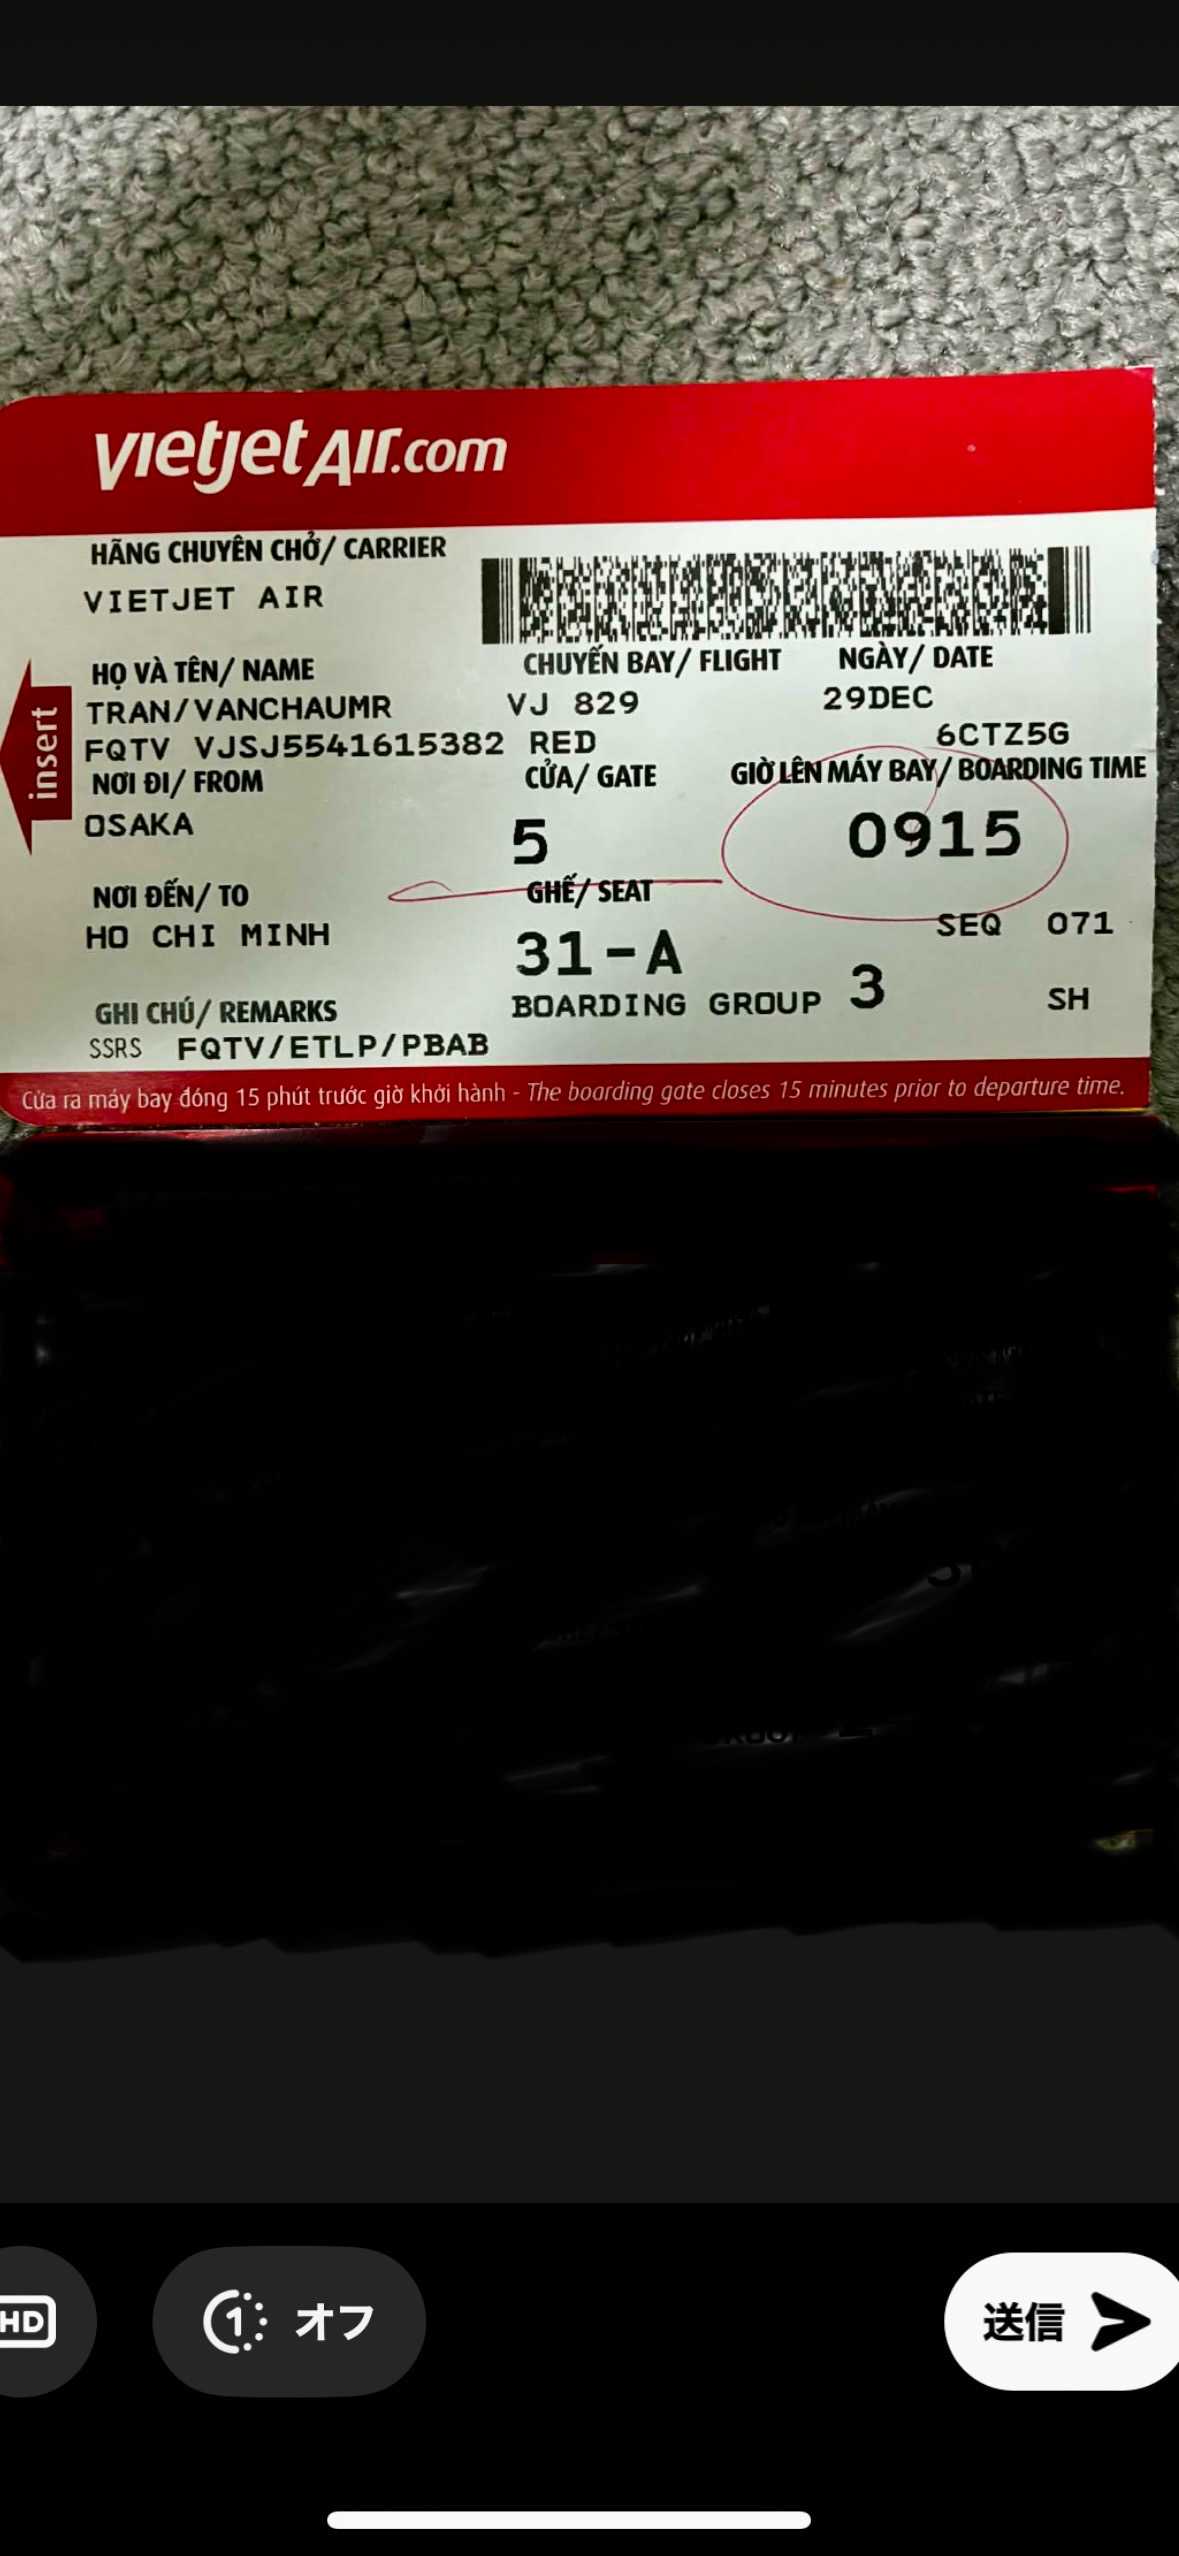 vietjet Air.com
HÃNG CHUYÊN CHỞ/ CARRIER
VIETJET AIR
HỌ VÀ TÊN/ NAME
CHUYẾN BAY/ FLIGHT
NGÀY/ DATE
TRAN/VANCHAUMR
VJ 829
29DEC
FQTV VJSJ5541615382 RED
6CTZ5G
insert
NƠI ĐI/ FROM
CỬA/ GATE
GIỜ LÊN MÁY BAY/ BOARDING TIME
OSAKA
5
0915
NƠI ĐẾN/ TO
GHẾ/ SEAT
HO CHI MINH
31-A
SEQ 071
GHI CHÚ/ REMARKS
BOARDING GROUP 3
SH
SSRS FQTV/ETLP/PBAB
Cửa ra máy bay đóng 15 phút trước giờ khởi hành - The boarding gate closes 15 minutes prior to departure time.
HD
1 オフ
送信